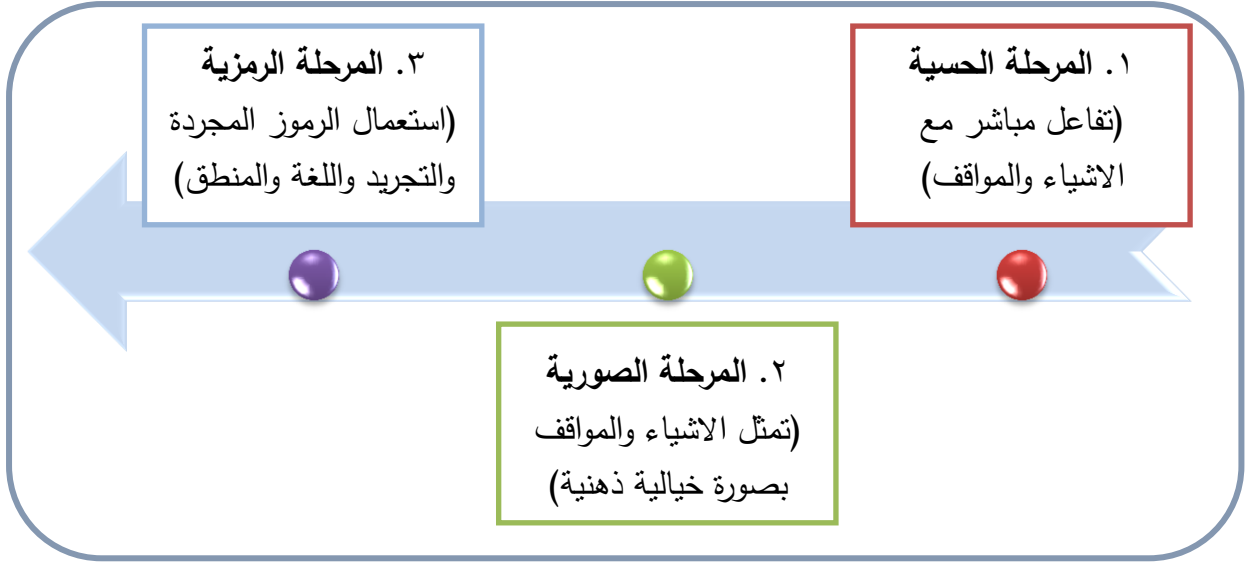 ١. المرحلة الحسية
(تفاعل مباشر مع
الاشياء والمواقف)
٢. المرحلة الصورية
(تمثل الاشياء والمواقف
بصورة خيالية ذهنية)
٣. المرحلة الرمزية
(استعمال الرموز المجردة
والتجريد واللغة والمنطق)